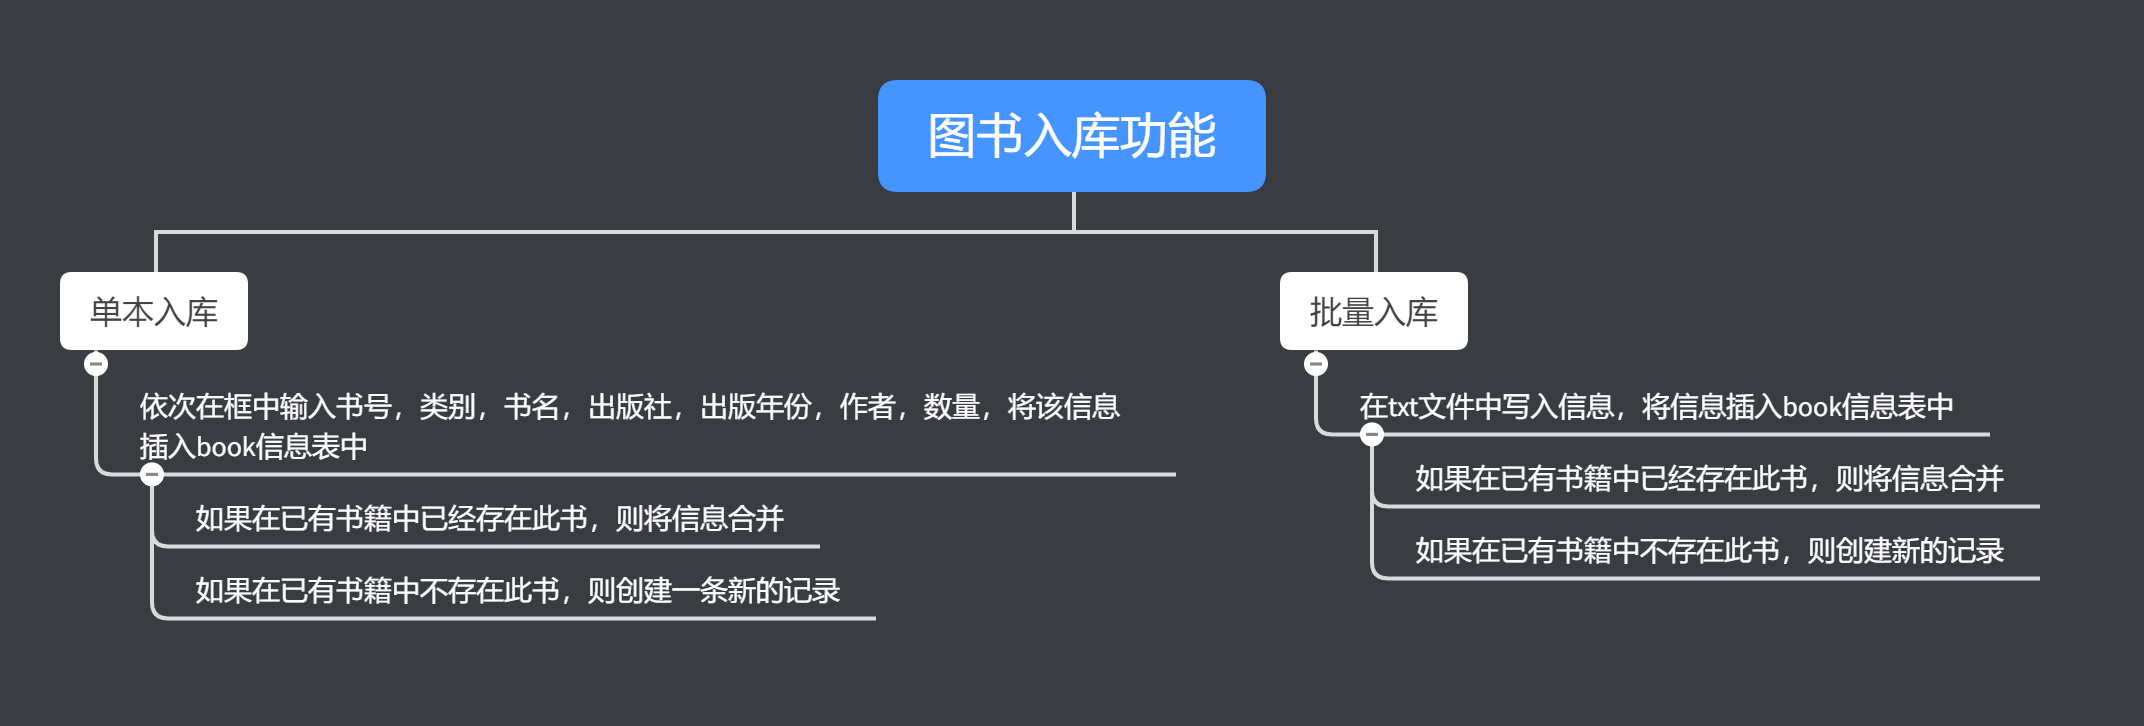 图书入库功能
单本入库
依次在框中输入书号，类别，书名，出版社，出版年份，作者，数量，将该信息
插入book信息表中
如果在已有书籍中已经存在此书，则将信息合并
如果在已有书籍中不存在此书，则创建一条新的记录
批量入库
在txt文件中写入信息，将信息插入book信息表中
如果在已有书籍中已经存在此书，则将信息合并
如果在已有书籍中不存在此书，则创建新的记录